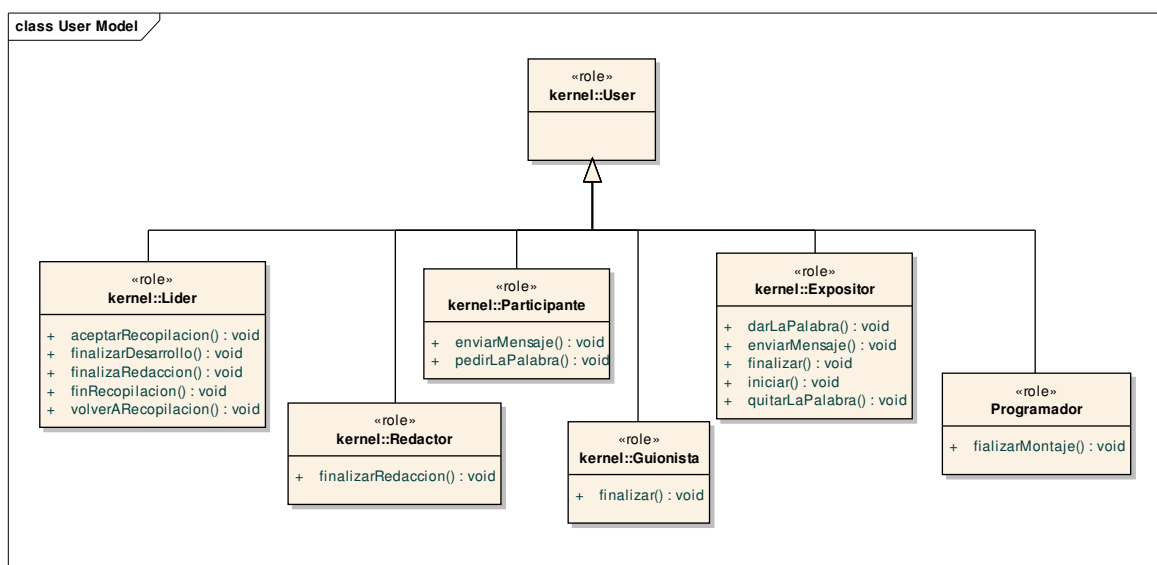 class User Model
«role»
kernel::User
«role»
kernel::Lider
+ aceptarRecopilacion() : void
+ finalizarDesarrollo() : void
+ finalizaRedaccion() : void
+ finRecopilacion() : void
+ volverARecopilacion() : void
«role»
kernel::Redactor
+ finalizarRedaccion() : void
«role»
kernel::Participante
+ enviarMensaje() : void
+ pedirLaPalabra() : void
«role»
kernel::Guionista
+ finalizar() : void
«role»
kernel::Expositor
+ darLaPalabra() : void
+ enviarMensaje() : void
+ finalizar() : void
+ iniciar() : void
+ quitarLaPalabra() : void
«role»
Programador
+ fializarMontaje() : void